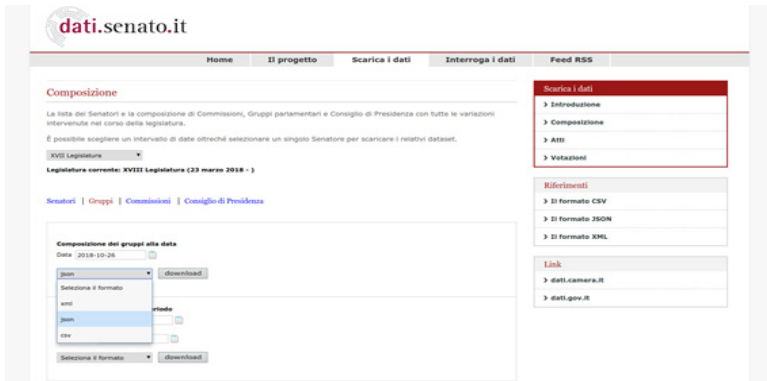 dati.senato.it
Home Il progetto Scarica i dati Interroga i dati Feed RSS
Composizione
La lista dei Senatori e la composizione di Commissioni, Gruppi parlamentari e Consiglio di Presidenza con tutte le variazioni
intervenute nel corso della legislatura.
È possibile scegliere un intervallo di date oltreché selezionare un singolo Senatore per scaricare i relativi dataset.
XVII Legislatura
Legislatura corrente: XVIII Legislatura (23 marzo 2018 - )
Senatori | Gruppi | Commissioni | Consiglio di Presidenza
Composizione dei gruppi alla data
Data 2018-10-26
json download
Seleziona il formato
xml
json
csv
eriodo
Seleziona il formato download
Scarica i dati
Introduzione
Composizione
Atti
Votazioni
Riferimenti
Il formato CSV
Il formato JSON
Il formato XML
Link
dati.camera.it
dati.gov.it